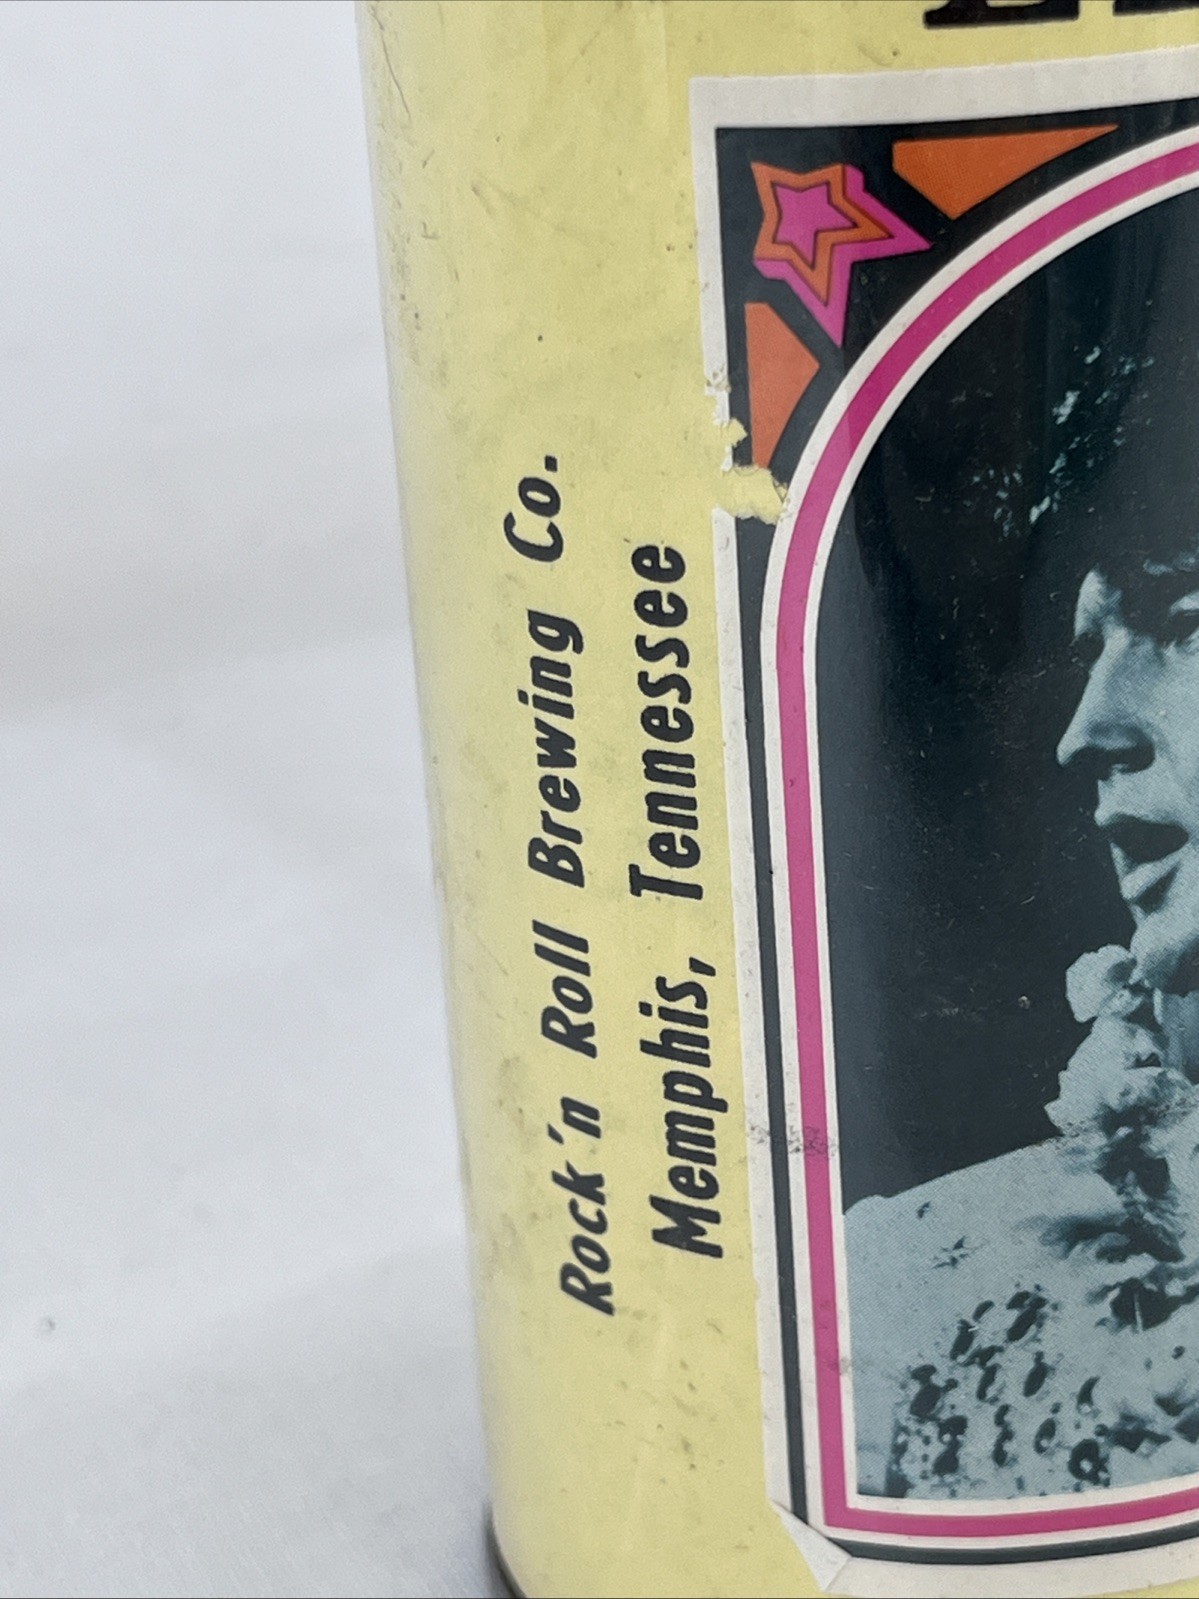 Rock'n Roll Brewing Co.
Memphis, Tennessee